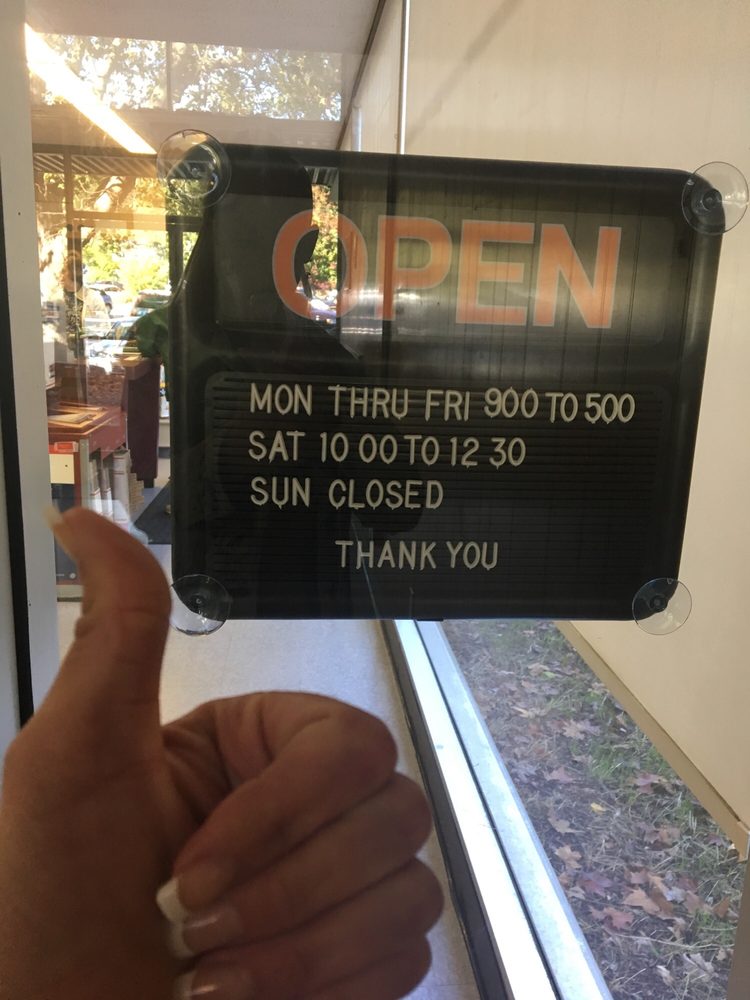 OPEN
MON THRU FRI 900 TO 500
SAT 10 00 TO 12 30
SUN CLOSED
THANK YOU